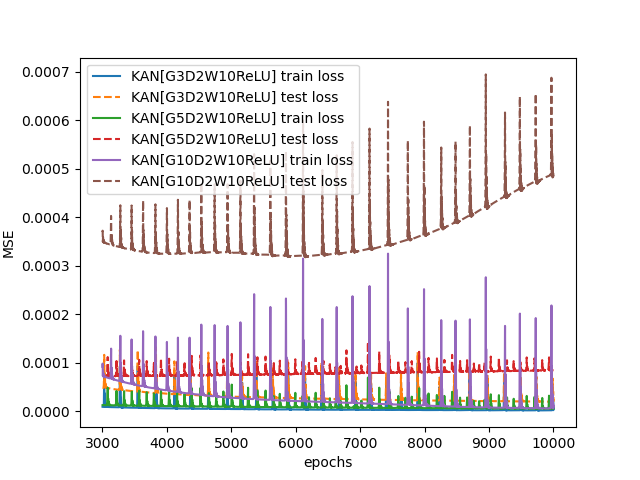 KAN[G3D2W10ReLU] train loss
KAN[G3D2W10ReLU] test loss
KAN[G5D2W10ReLU] train loss
KAN[G5D2W10ReLU] test loss
KAN[G10D2W10ReLU] train loss
KAN[G10D2W10ReLU] test loss
0.0007
0.0006
0.0005
0.0004
0.0003
0.0002
0.0001
0.0000
MSE
3000 4000 5000 6000 7000 8000 9000 10000
epochs